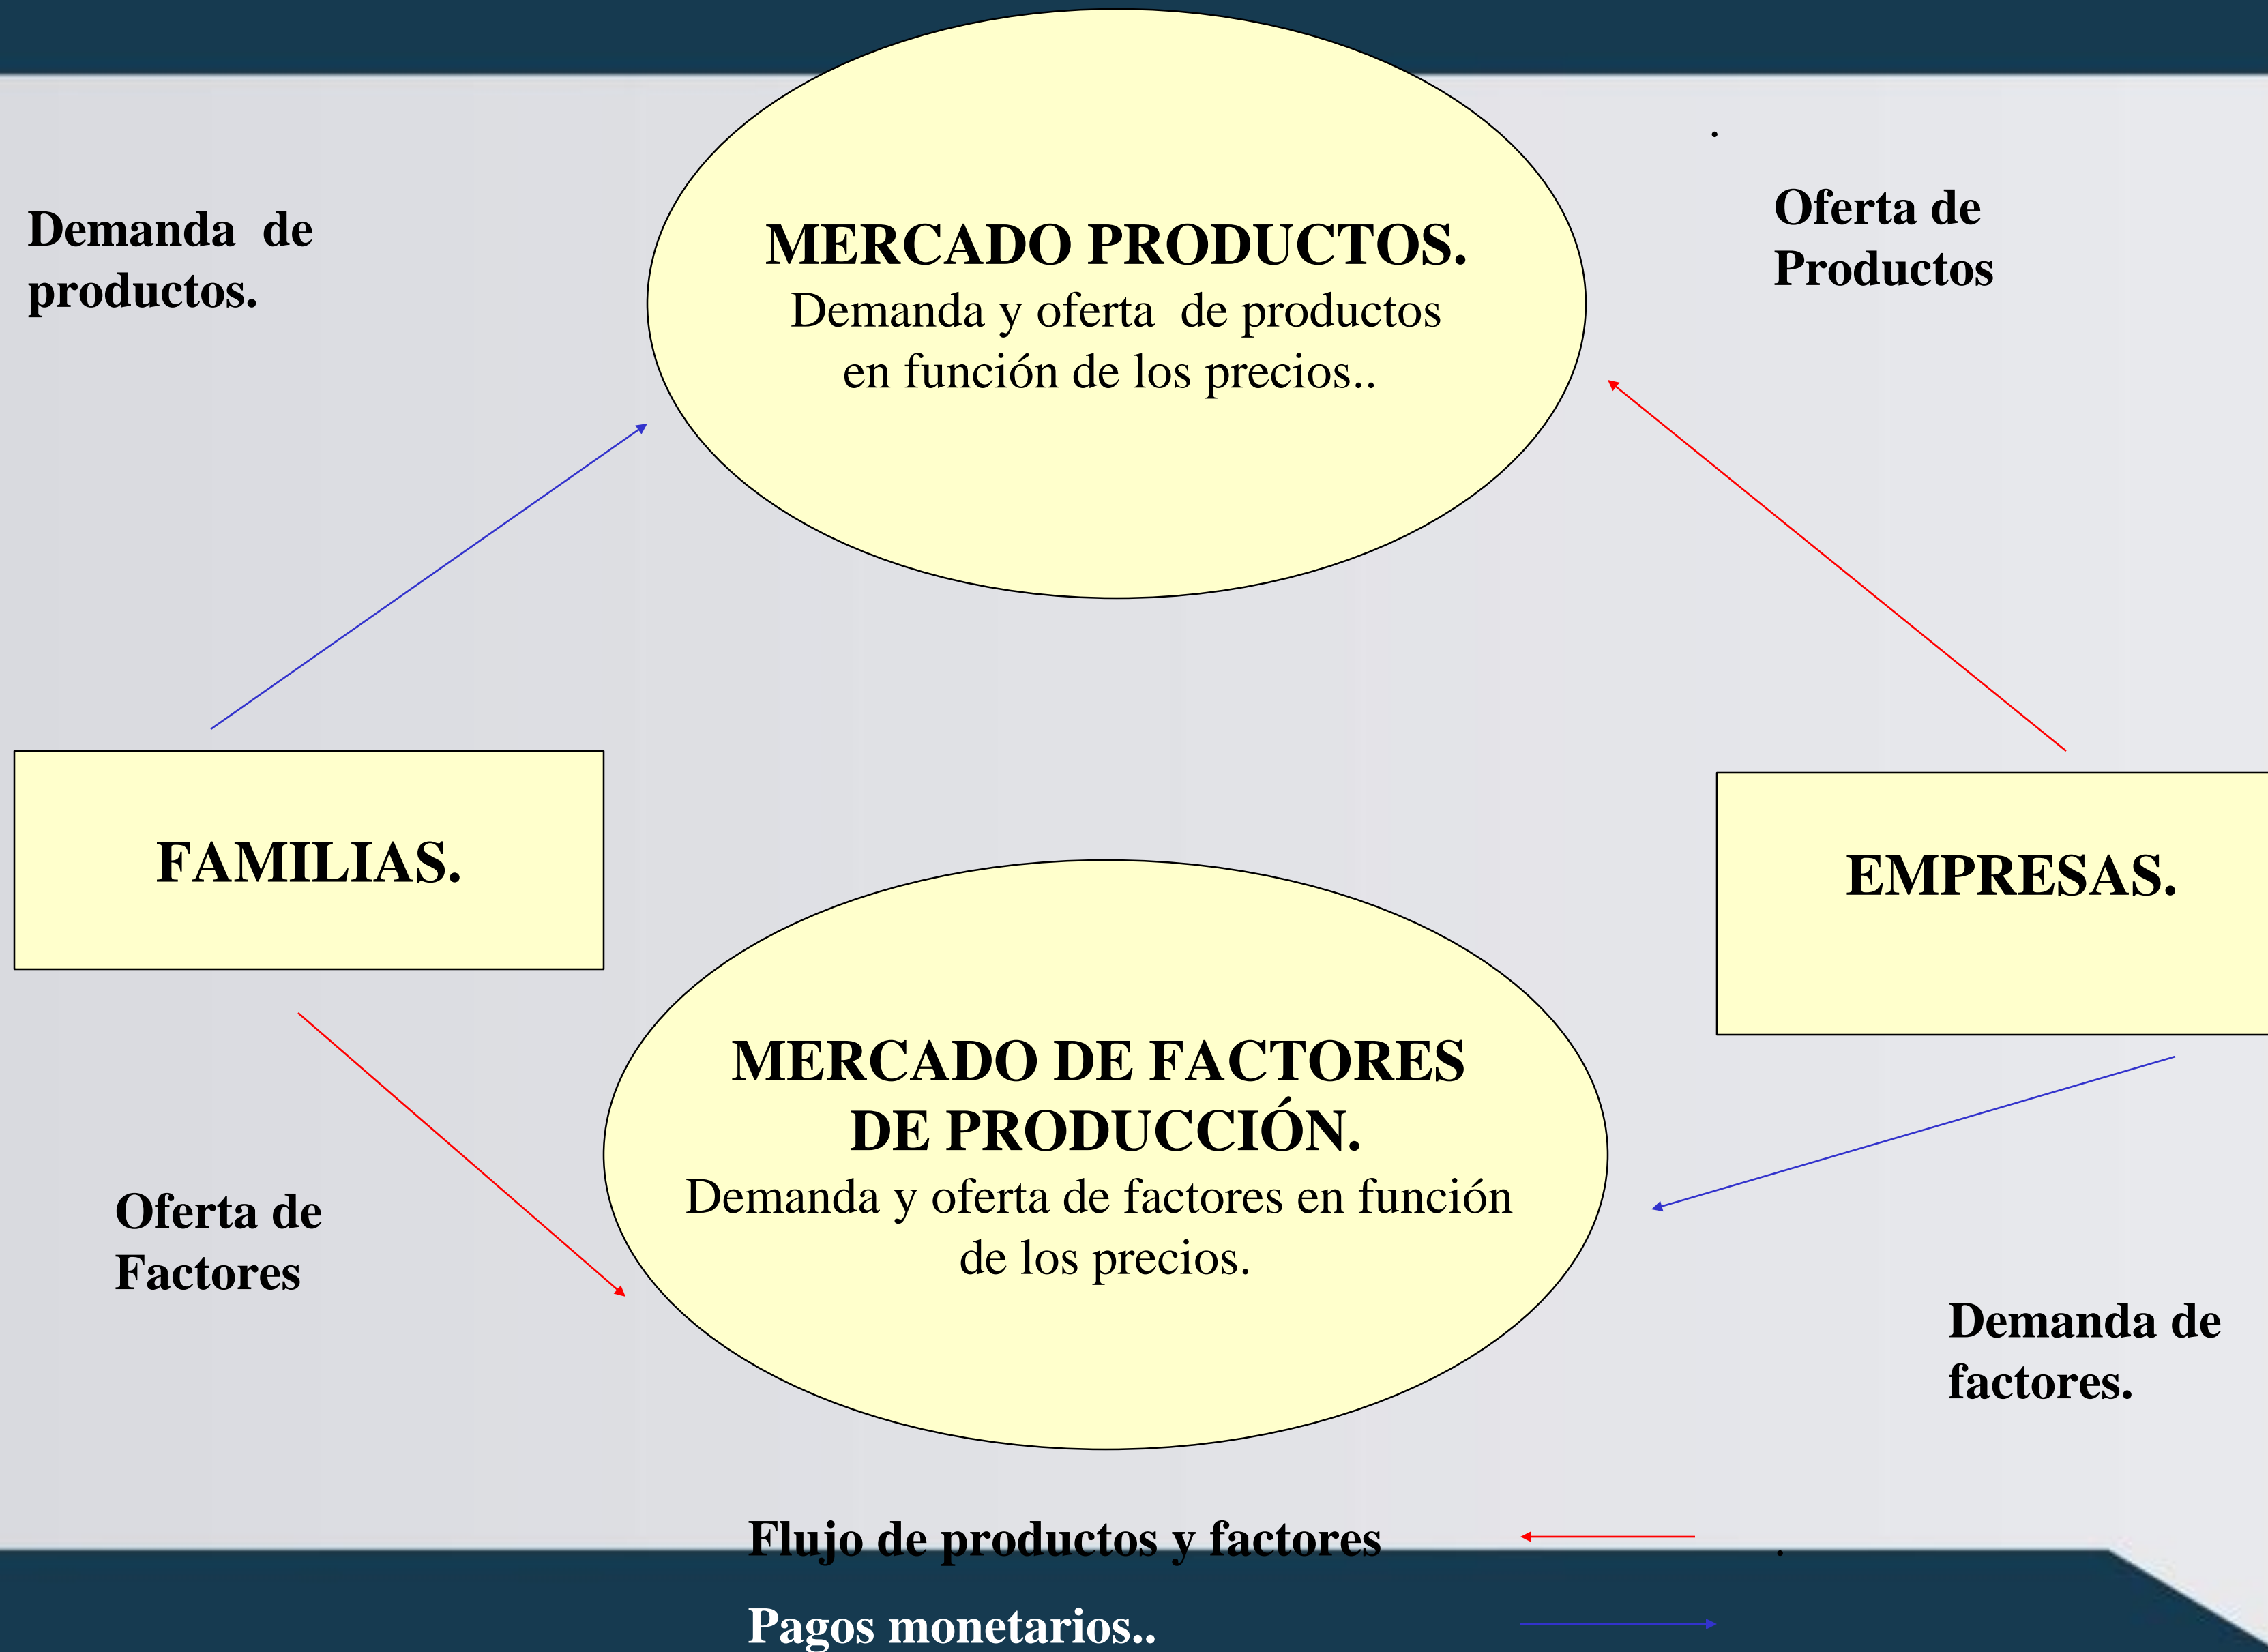 .
Demanda  de
productos.
MERCADO PRODUCTOS.
Demanda y oferta  de productos
en función de los precios..
Oferta de
Productos
FAMILIAS.
EMPRESAS.
MERCADO DE FACTORES
DE PRODUCCIÓN.
Demanda y oferta de factores en función
de los precios.
Oferta de
Factores
Demanda de
factores.
Flujo de productos y factores
.
Pagos monetarios..